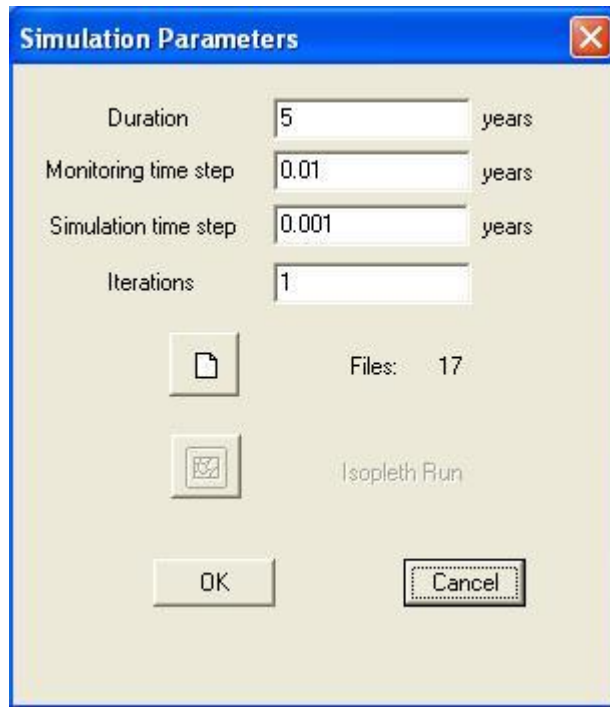 Simulation Parameters
Duration 5 years
Monitoring time step 0.01 years
Simulation time step 0.001 years
Iterations 1
Files: 17
Isopleth Run
OK Cancel